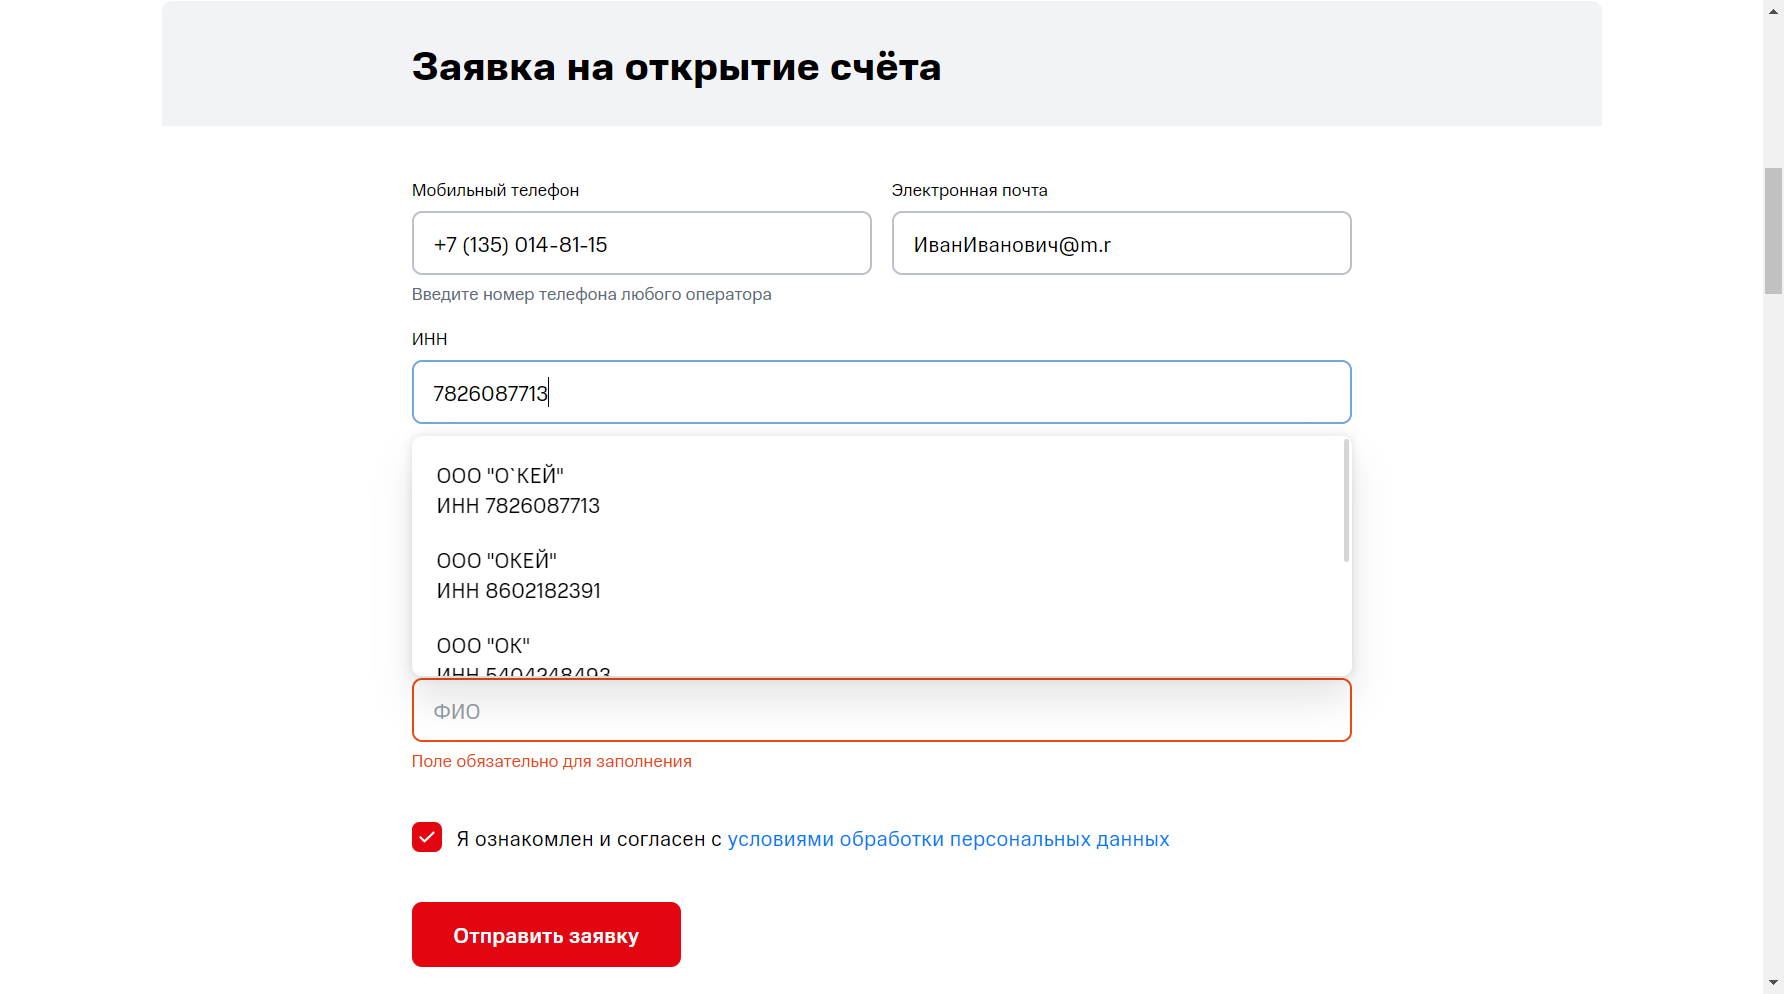 Заявка на открытие счёта
Мобильный телефон
Электронная почта
+7 (135) 014-81-15
ИванИванович@m.r
Введите номер телефона любого оператора
ИНН
7826087713
ООО "О`КЕЙ"
ИНН 7826087713
ООО "ОКЕЙ"
ИНН 8602182391
ООО "ОК"
ИНН 5404248493
ФИО
Поле обязательно для заполнения
Я ознакомлен и согласен с условиями обработки персональных данных
Отправить заявку